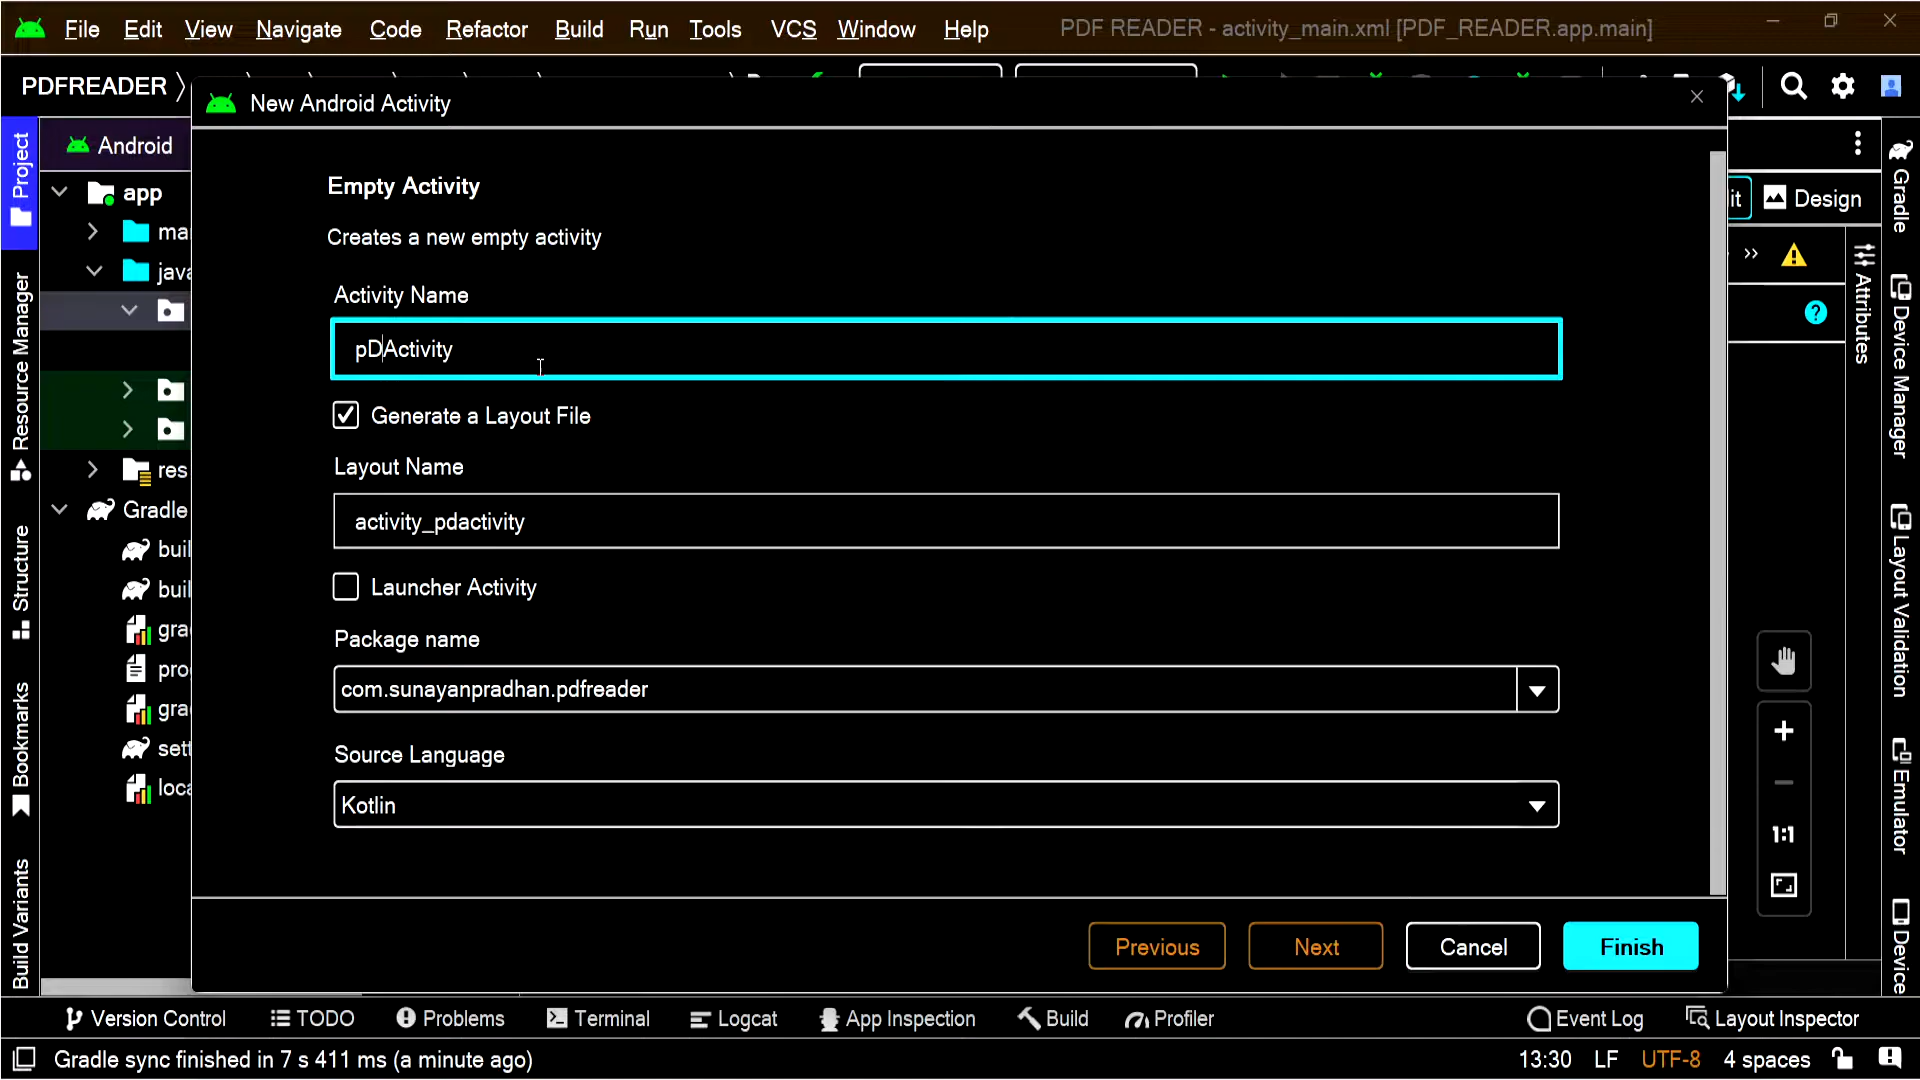 File Edit View Navigate Code Refactor Build Run Tools VCS Window Help PDF READER - activity_main.xml [PDF_READER.app.main]
PDFREADER
New Android Activity
Project
Android
Empty Activity
Gradle
app
it Design
Creates a new empty activity
ma
java
Activity Name
Resource Manager
Attributes
Device Manager
pDActivity
Generate a Layout File
Layout Name
res
Gradle
activity_pdactivity
Structure
Layout Validation
buil
buil
Launcher Activity
gra
Package name
pro
com.sunayanpradhan.pdfreader
gra
Bookmarks
sett
Source Language
loca
Kotlin
1:1
Emulator
Build Variants
Previous Next Cancel Finish
Device
Version Control TODO Problems Terminal Logcat App Inspection Build Profiler Event Log Layout Inspector
Gradle sync finished in 7 s 411 ms (a minute ago) 13:30 LF UTF-8 4 spaces